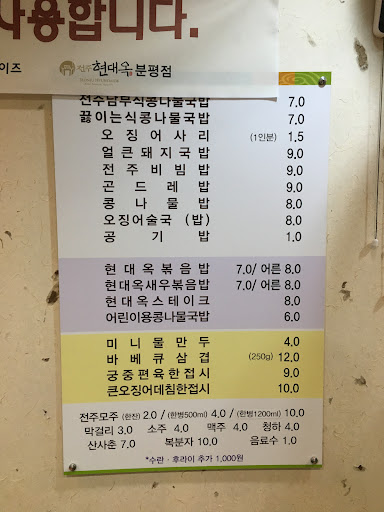 사용합니다.
이즈
전주 현대옥 분평점
전주남부식콩나물국밥 7.0
끓이는식콩나물국밥 7.0
오징어사리 (1인분) 1.5
얼큰돼지국밥 9.0
전주비빔밥 9.0
곤드레밥 9.0
콩나물밥 8.0
오징어술국 (밥) 8.0
공기밥 1.0
현대옥볶음밥 7.0/ 어른 8.0
현대옥새우볶음밥 7.0/ 어른 8.0
현대옥스테이크 8.0
어린이용콩나물국밥 6.0
미니물만두 4.0
바베큐삼겹 (250g) 12.0
궁중편육한접시 9.0
큰오징어데침한접시 10.0
전주모주 (한잔) 2.0 / (한병500ml) 4.0 / (한병1200ml) 10.0
막걸리 3.0 소주 4.0 맥주 4.0 청하 4.0
산사춘 7.0 복분자 10.0 음료수 1.0
*수란 · 후라이 추가 1,000원